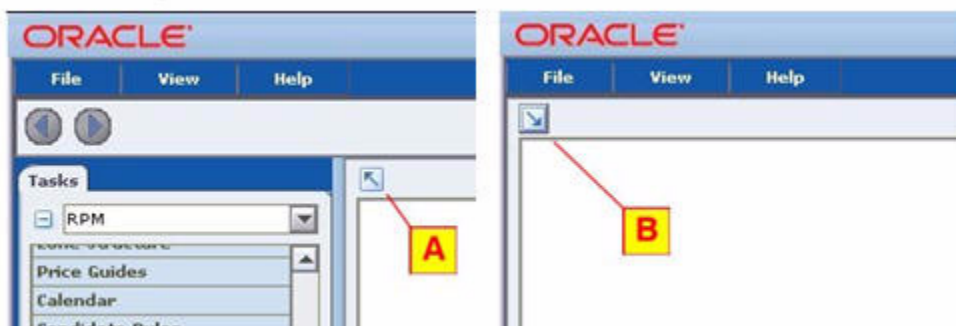 ORACLE
File View Help
Tasks
RPM
Price Guides
Calendar
A
ORACLE
File View Help
B